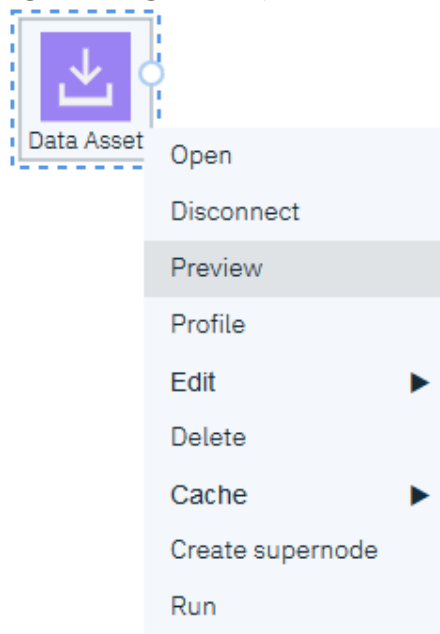 Data Asset
Open
Disconnect
Preview
Profile
Edit
Delete
Cache
Create supernode
Run